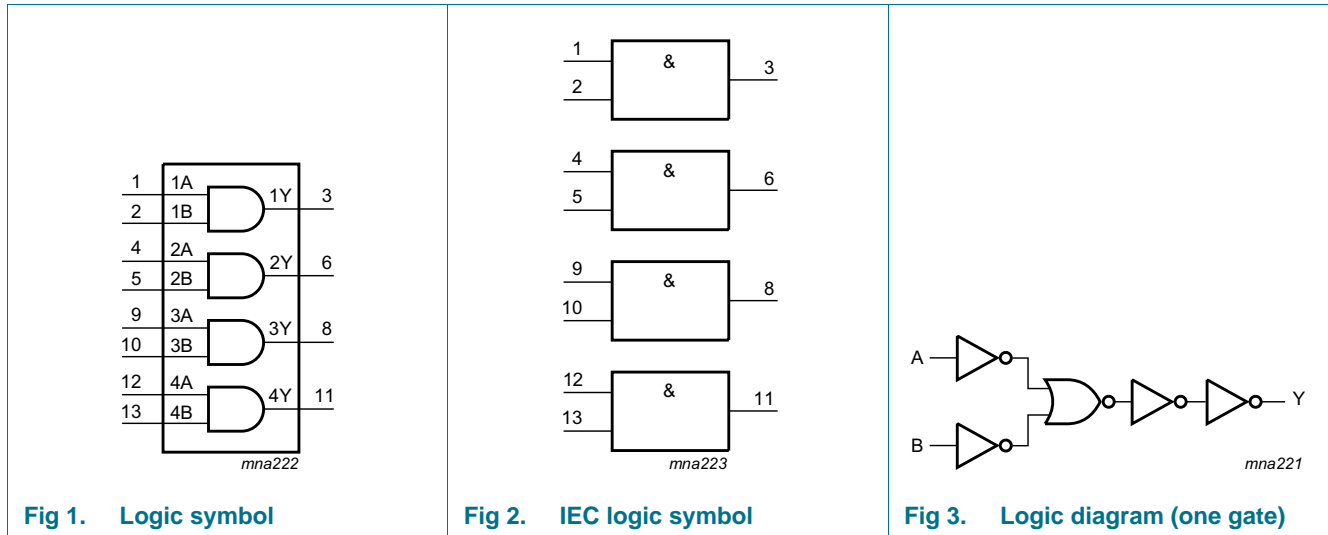 1 1A 1Y 3
2 1B
4 2A 2Y 6
5 2B
9 3A 3Y 8
10 3B
12 4A 4Y 11
13 4B
mna222
Fig 1. Logic symbol
1 & 3
2
4 & 6
5
9 & 8
10
12 & 11
13
mna223
Fig 2. IEC logic symbol
A
B
Y
mna221
Fig 3. Logic diagram (one gate)